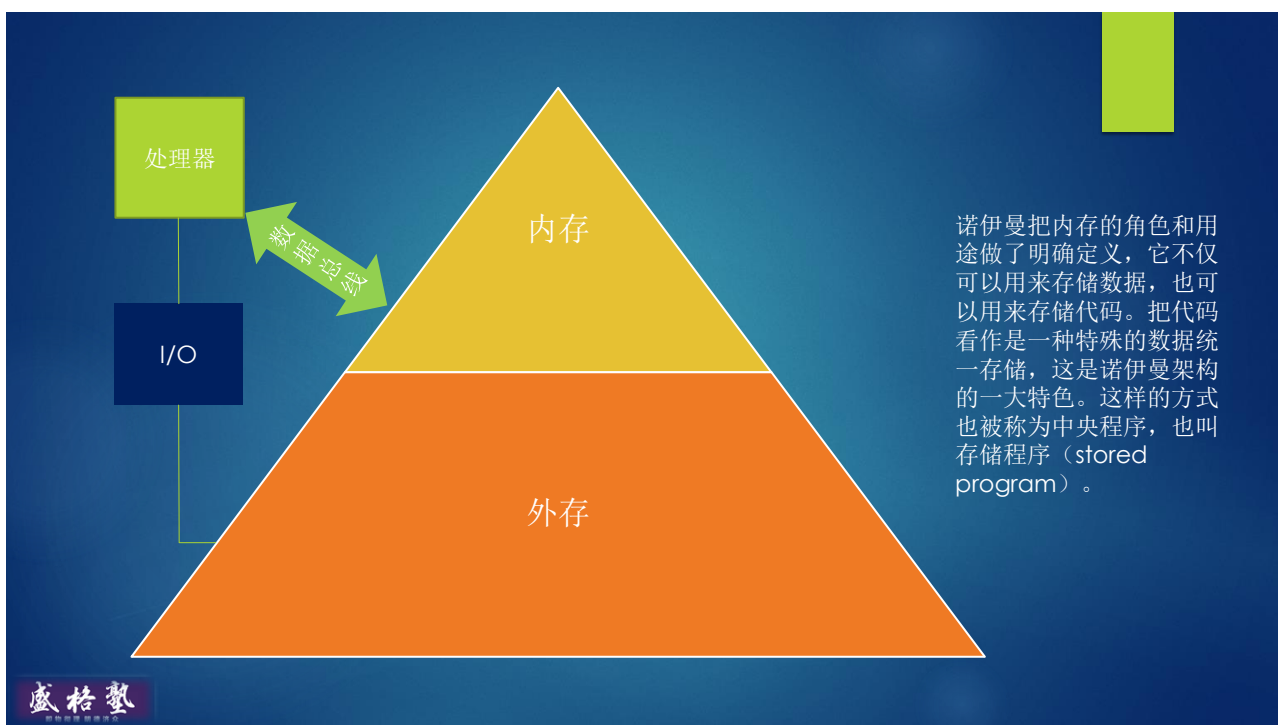 处理器
数据总线
内存
I/O
外存
诺伊曼把内存的角色和用
途做了明确定义，它不仅
可以用来存储数据，也可
以用来存储代码。把代码
看作是一种特殊的数据统
一存储，这是诺伊曼架构
的一大特色。这样的方式
也被称为中央程序，也叫
存储程序（stored
program）。
盛格塾